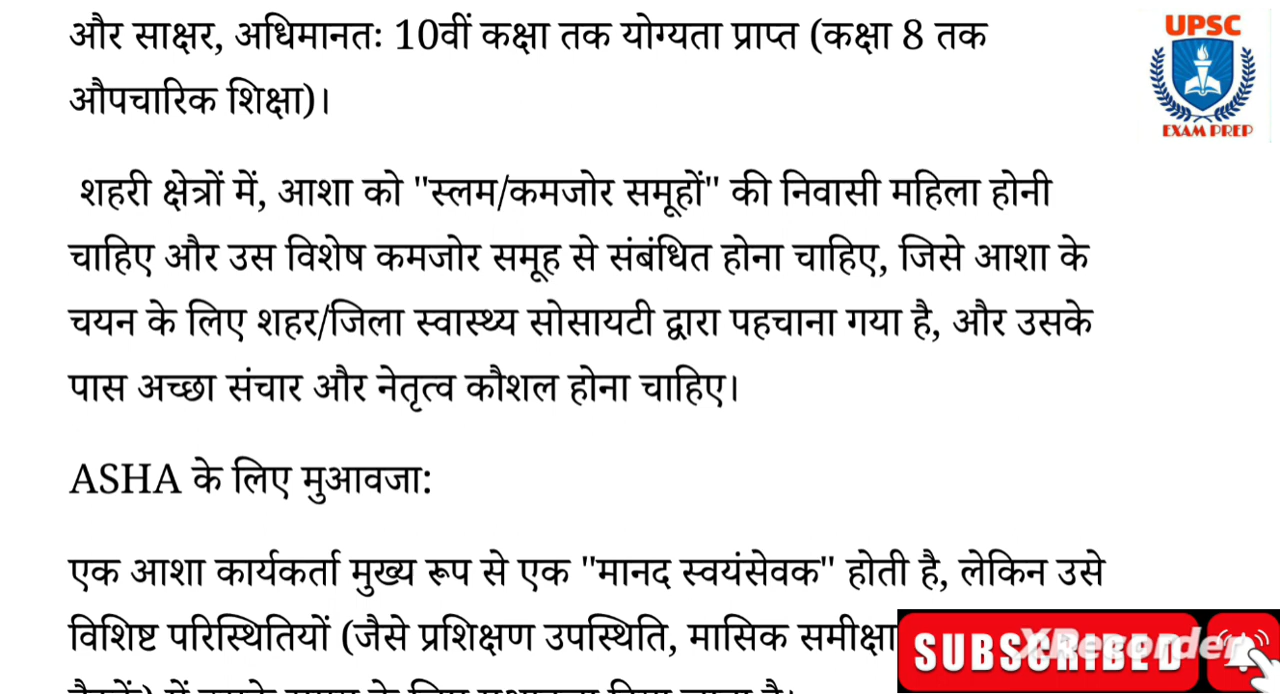 और साक्षर, अधिमानतः 10वीं कक्षा तक योग्यता प्राप्त (कक्षा 8 तक
औपचारिक शिक्षा)।
UPSC
EXAM PREP
शहरी क्षेत्रों में, आशा को "स्लम/कमजोर समूहों" की निवासी महिला होनी
चाहिए और उस विशेष कमजोर समूह से संबंधित होना चाहिए, जिसे आशा के
चयन के लिए शहर/जिला स्वास्थ्य सोसायटी द्वारा पहचाना गया है, और उसके
पास अच्छा संचार और नेतृत्व कौशल होना चाहिए।
ASHA के लिए मुआवजा:
एक आशा कार्यकर्ता मुख्य रूप से एक "मानद स्वयंसेवक" होती है, लेकिन उसे
विशिष्ट परिस्थितियों (जैसे प्रशिक्षण उपस्थिति, मासिक समीक्षा
SUBSCRIBED
XRecorder